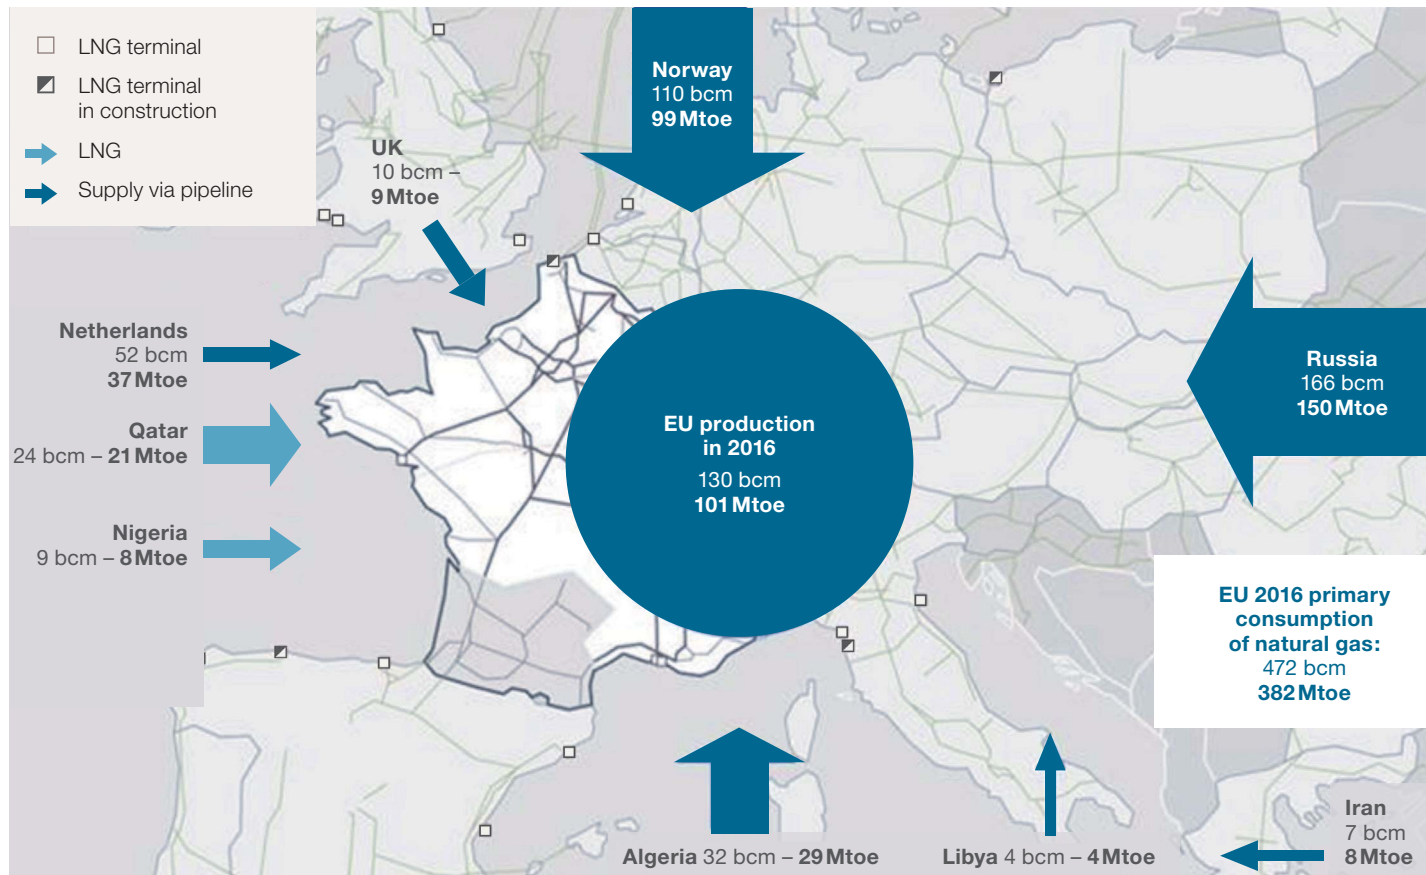 LNG terminal
LNG terminal
in construction
LNG
Supply via pipeline
Norway
110 bcm
99 Mtoe
UK
10 bcm –
9 Mtoe
Netherlands
52 bcm
37 Mtoe
Qatar
24 bcm – 21 Mtoe
Nigeria
9 bcm – 8 Mtoe
EU production
in 2016
130 bcm
101 Mtoe
Russia
166 bcm
150 Mtoe
EU 2016 primary
consumption
of natural gas:
472 bcm
382 Mtoe
Algeria 32 bcm – 29 Mtoe
Libya 4 bcm – 4 Mtoe
Iran
7 bcm
8 Mtoe